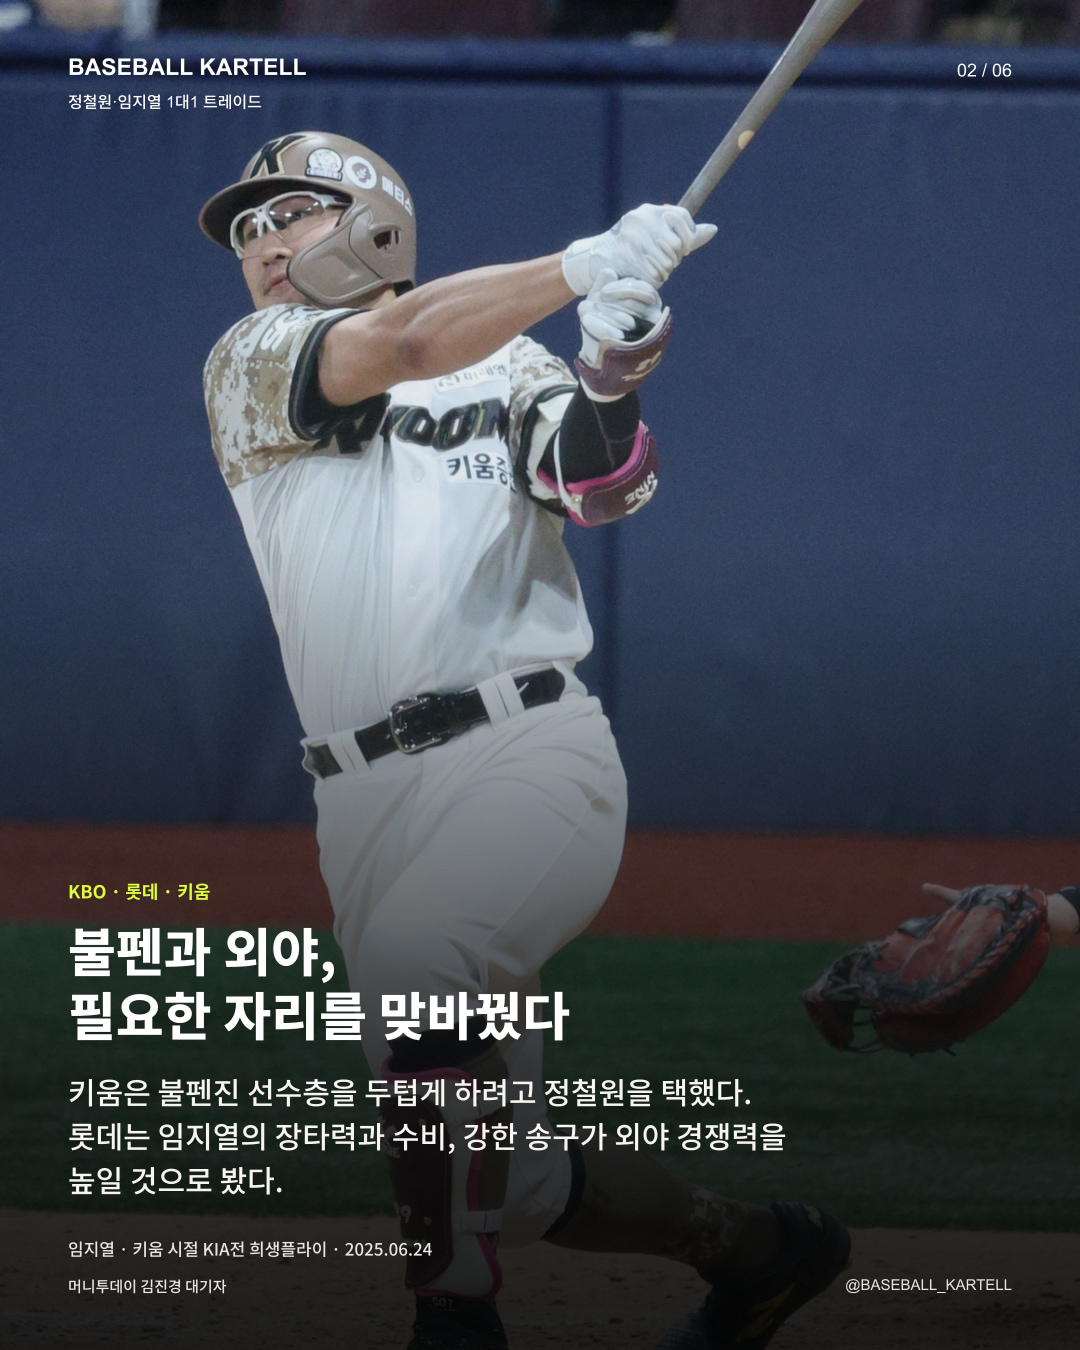 BASEBALL KARTELL
02 / 06
정철원·임지열 1대1 트레이드
K
키움증
KBO · 롯데 · 키움
불펜과 외야,
필요한 자리를 맞바꿨다
키움은 불펜진 선수층을 두텁게 하려고 정철원을 택했다.
롯데는 임지열의 장타력과 수비, 강한 송구가 외야 경쟁력을
높일 것으로 봤다.
임지열 · 키움 시절 KIA전 희생플라이 · 2025.06.24
머니투데이 김진경 대기자
@BASEBALL_KARTELL